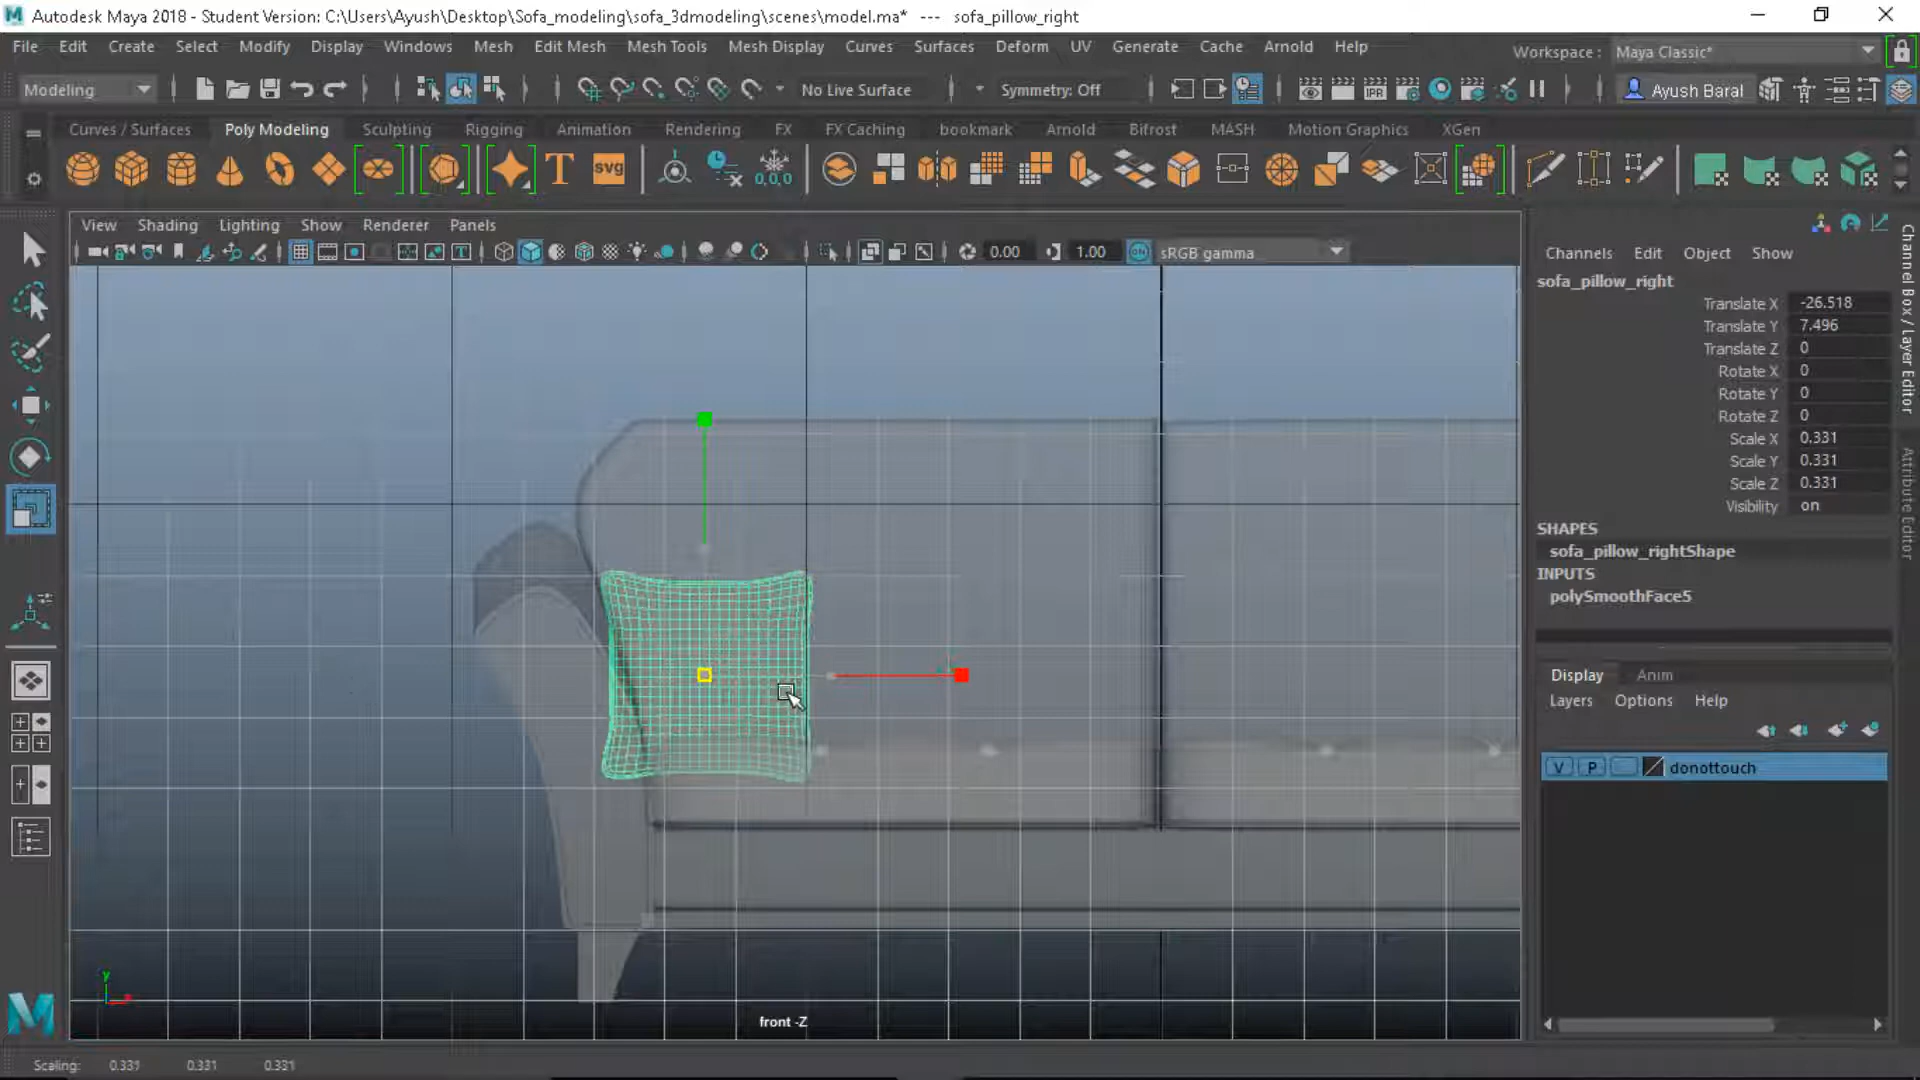 Autodesk Maya 2018 - Student Version: C:\Users\Ayush\Desktop\Sofa_modeling\sofa_3dmodeling\scenes\model.ma* --- sofa_pillow_right
File Edit Create Select Modify Display Windows Mesh Edit Mesh Mesh Tools Mesh Display Curves Surfaces Deform UV Generate Cache Arnold Help Workspace : Maya Classic*
Modeling No Live Surface Symmetry: Off IPR Ayush Baral
Curves / Surfaces Poly Modeling Sculpting Rigging Animation Rendering FX FX Caching bookmark Arnold Bifrost MASH Motion Graphics XGen
T svg 0,0,0
View Shading Lighting Show Renderer Panels
0.00 1.00 ON sRGB gamma
Channels Edit Object Show
sofa_pillow_right
Translate X -26.518
Translate Y 7.496
Translate Z 0
Rotate X 0
Rotate Y 0
Rotate Z 0
Scale X 0.331
Scale Y 0.331
Scale Z 0.331
Visibility on
SHAPES
sofa_pillow_rightShape
INPUTS
polySmoothFace5
Channel Box / Layer Editor
Attribute Editor
Display Anim
Layers Options Help
V P donottouch
y
front -Z
M
Scaling: 0.331 0.331 0.331